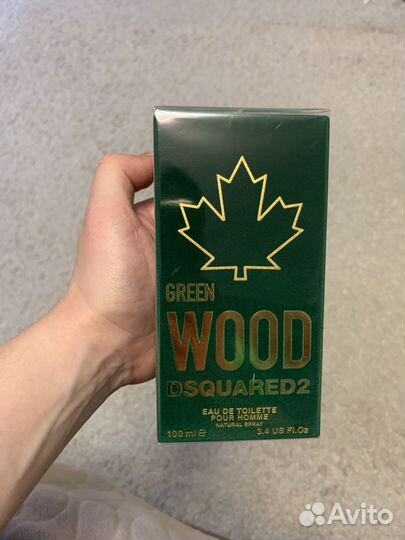 GREEN
WOOD
DSQUARED2
EAU DE TOILETTE
POUR HOMME
NATURAL SPRAY
100 ml e 3.4 US Fl.Oz
Avito